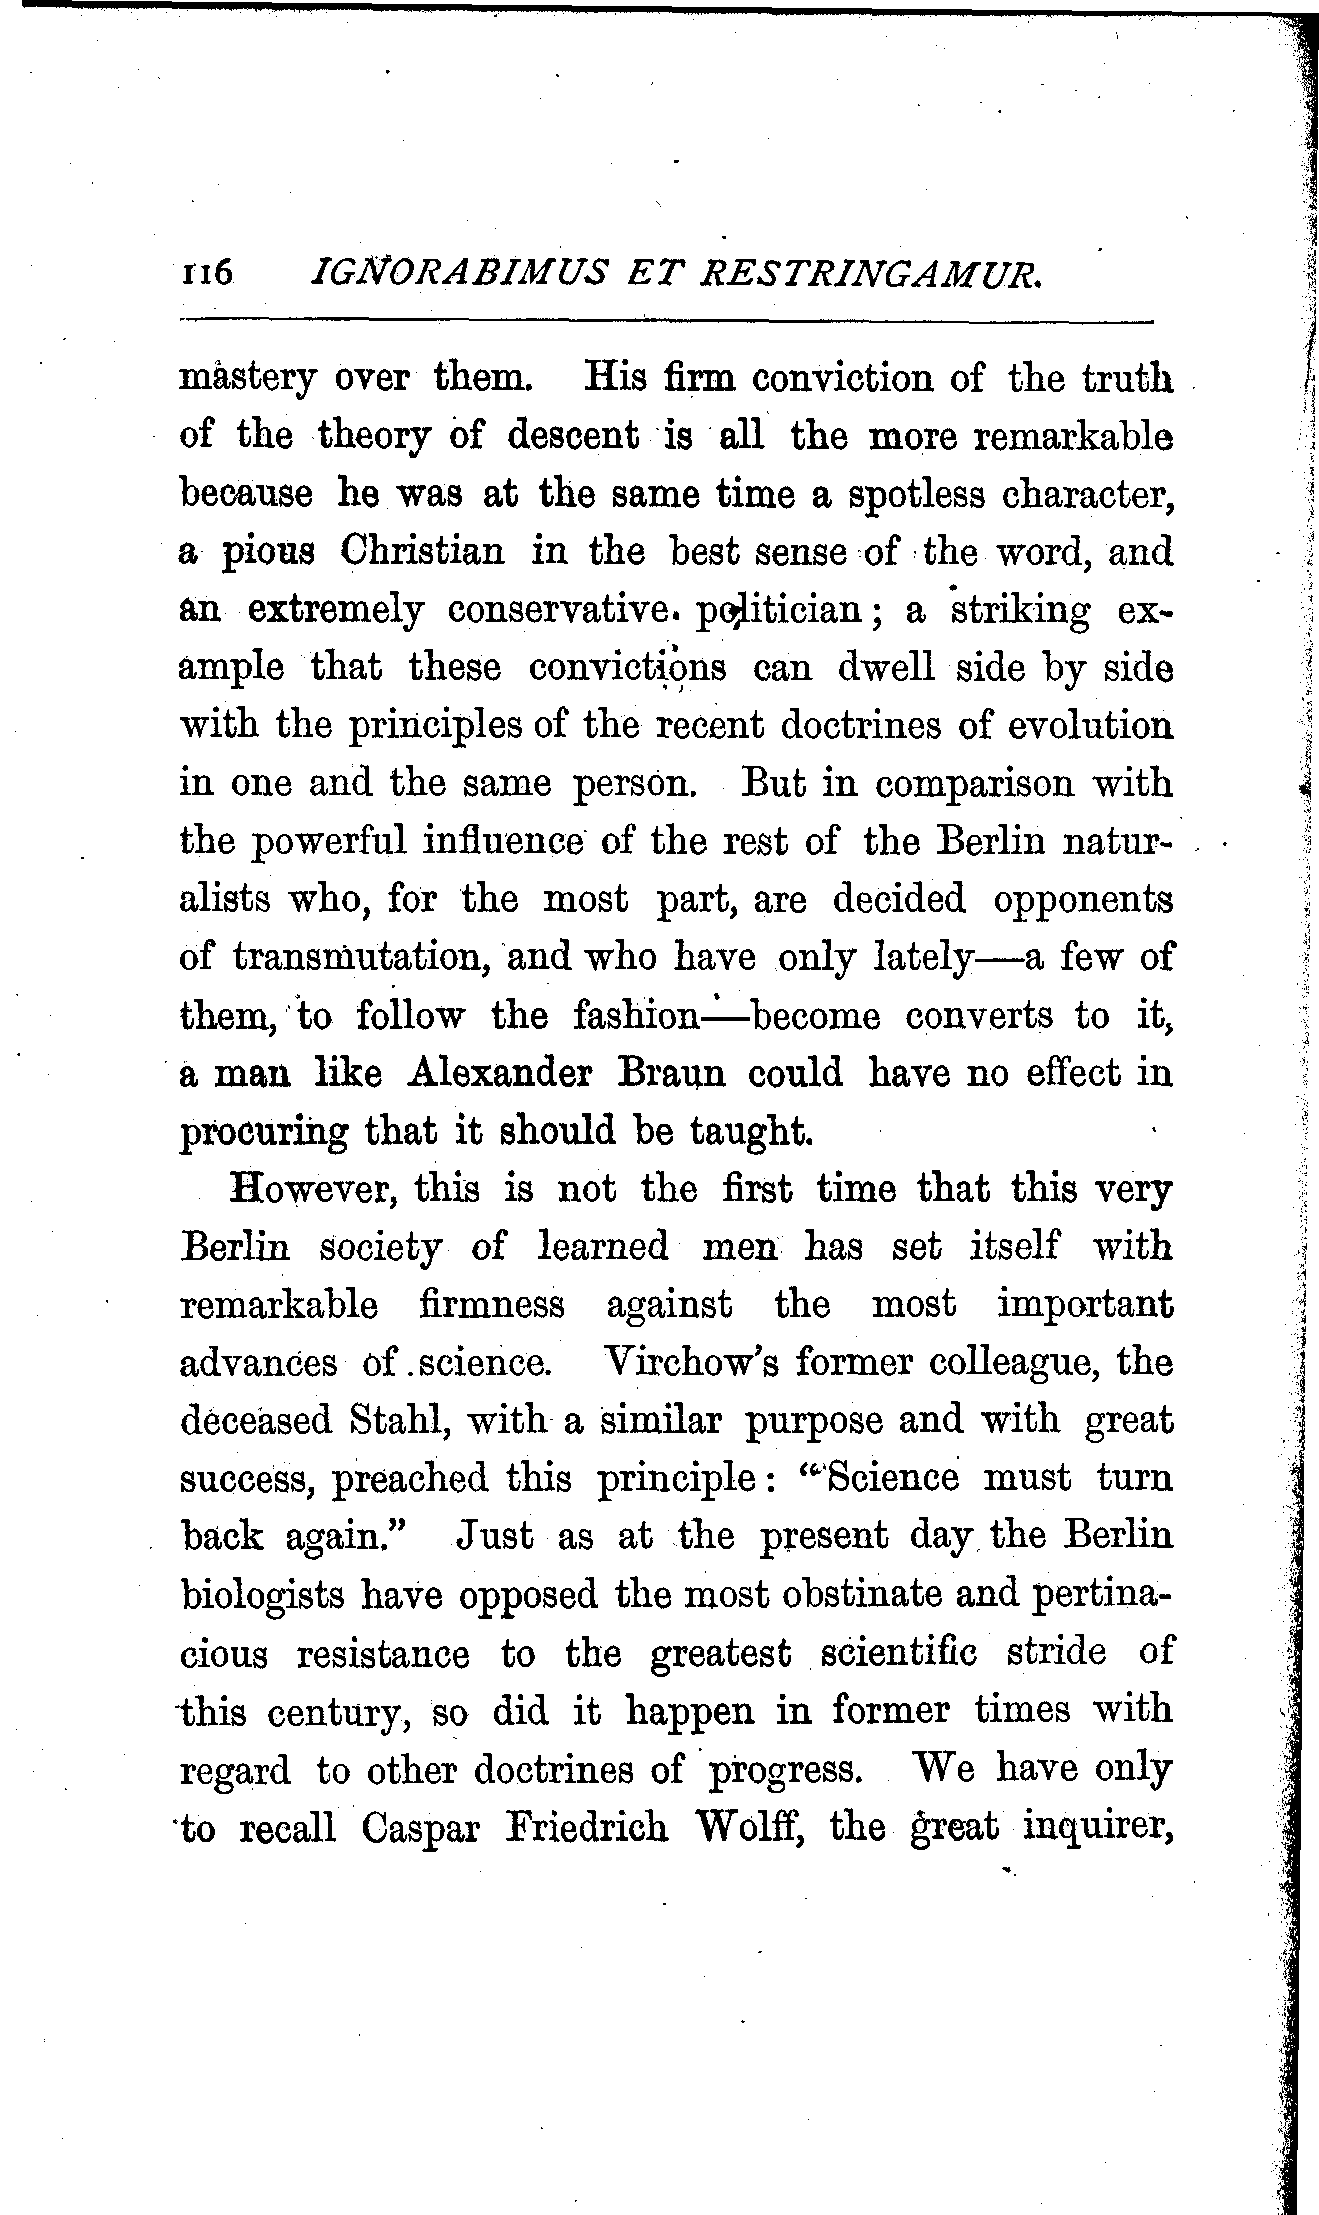 116 IGNORABIMUS ET RESTRINGAMUR.
mastery over them. His firm conviction of the truth
of the theory of descent is all the more remarkable
because he was at the same time a spotless character,
a pious Christian in the best sense of the word, and
an extremely conservative politician; a striking ex-
ample that these convictions can dwell side by side
with the principles of the recent doctrines of evolution
in one and the same person. But in comparison with
the powerful influence of the rest of the Berlin natur-
alists who, for the most part, are decided opponents
of transmutation, and who have only lately—a few of
them, to follow the fashion—become converts to it,
a man like Alexander Braun could have no effect in
procuring that it should be taught.
However, this is not the first time that this very
Berlin society of learned men has set itself with
remarkable firmness against the most important
advances of science. Virchow's former colleague, the
deceased Stahl, with a similar purpose and with great
success, preached this principle: "Science must turn
back again." Just as at the present day the Berlin
biologists have opposed the most obstinate and pertina-
cious resistance to the greatest scientific stride of
this century, so did it happen in former times with
regard to other doctrines of progress. We have only
to recall Caspar Friedrich Wolff, the great inquirer,